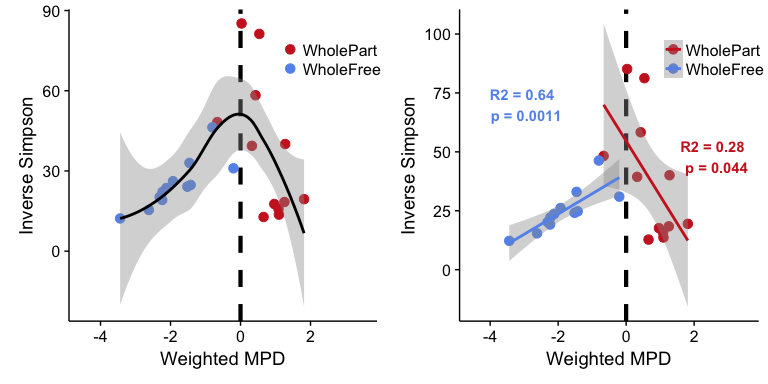 90
60
30
0
Inverse Simpson
-4
-2
0
2
Weighted MPD
WholePart
WholeFree
100
75
50
25
0
Inverse Simpson
-4
-2
0
2
Weighted MPD
WholePart
WholeFree
R2 = 0.64
p = 0.0011
R2 = 0.28
p = 0.044